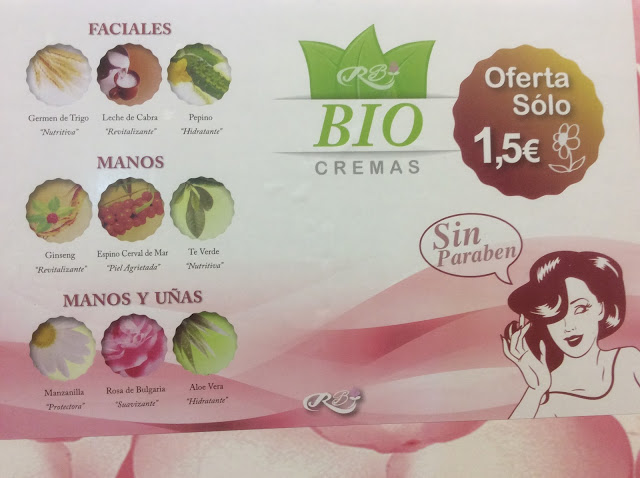 FACIALES
Germen de Trigo
"Nutritiva"
Leche de Cabra
"Revitalizante"
Pepino
"Hidratante"
MANOS
Ginseng
"Revitalizante"
Espino Cerval de Mar
"Piel Agrietada"
Te Verde
"Nutritiva"
MANOS Y UÑAS
Manzanilla
"Protectora"
Rosa de Bulgaria
"Suavizante"
Aloe Vera
"Hidratante"
RB
BIO
CREMAS
Oferta
Sólo
1,5€
Sin
Paraben
RB